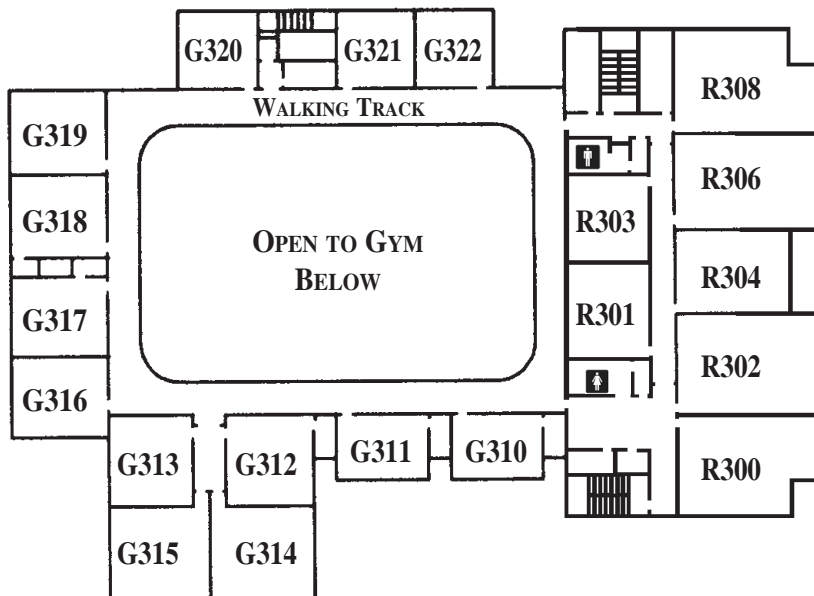 G320
G321
G322
R308
WALKING TRACK
G319
R306
G318
R303
OPEN TO GYM
BELOW
R304
G317
R301
R302
G316
G313
G312
G311
G310
R300
G315
G314